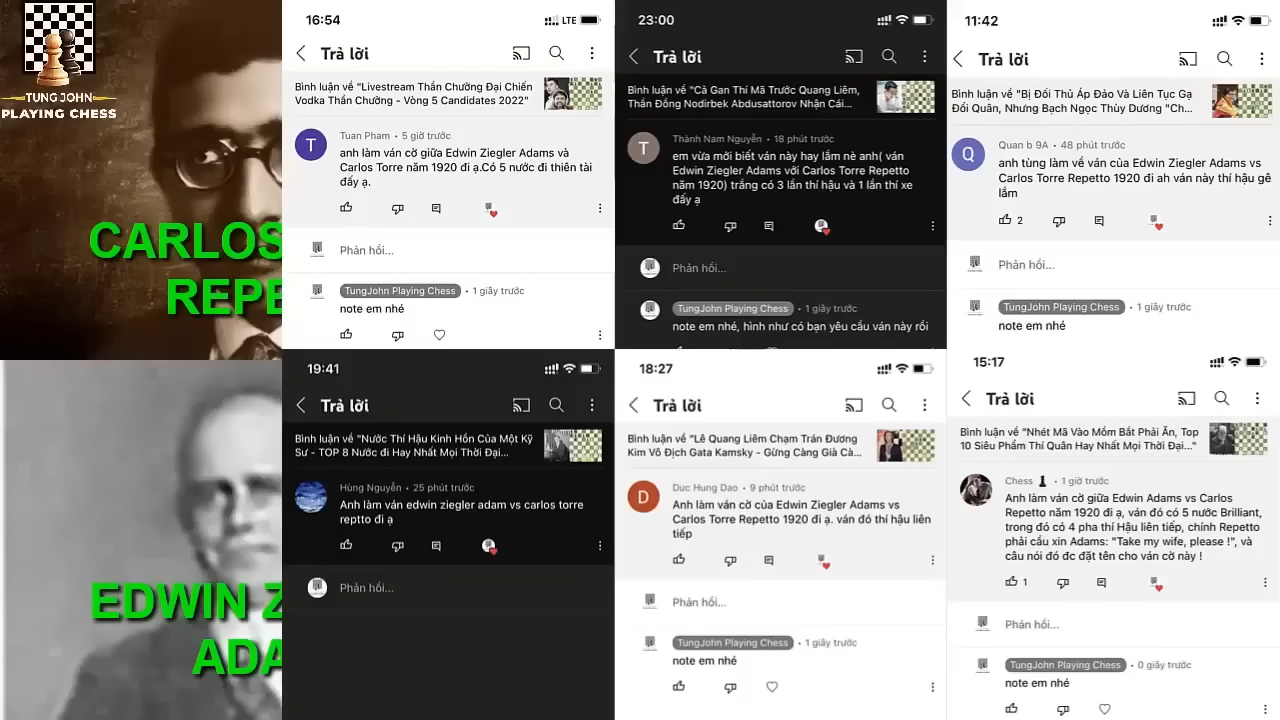 TUNG JOHN
PLAYING CHESS
CARLOS
REPE
EDWIN Z
ADA
16:54
LTE
Trả lời
Bình luận về "Livestream Thần Chưởng Đại Chiến
Vodka Thần Chưởng - Vòng 5 Candidates 2022"
T
Tuan Pham • 5 giờ trước
anh làm ván cờ giữa Edwin Ziegler Adams và
Carlos Torre Repetto năm 1920 đi ạ.Có 5 nước đi thiên tài
đấy ạ.
Phản hồi...
TungJohn Playing Chess • 1 giây trước
note em nhé
23:00
Trả lời
Bình luận về "Cả Gan Thí Mã Trước Quang Liêm,
Thần Đồng Nodirbek Abdusattorov Nhận Cái...
T
Thành Nam Nguyễn • 18 phút trước
em vừa mới biết ván này hay lắm nè anh( ván
Edwin Ziegler Adams với Carlos Torre Repetto
năm 1920) trắng có 3 lần thí hậu và 1 lần thí xe
đấy ạ
Phản hồi...
TungJohn Playing Chess • 1 giây trước
note em nhé, hình như có bạn yêu cầu ván này rồi
11:42
Trả lời
Bình luận về "Bị Đối Thủ Áp Đảo Và Liên Tục Gạ
Đổi Quân, Nhưng Bạch Ngọc Thùy Dương "Ch...
Q
Quan b 9A • 48 phút trước
anh tùng làm về ván của Edwin Ziegler Adams vs
Carlos Torre Repetto 1920 đi ah ván này thí hậu gê
lắm
2
Phản hồi...
TungJohn Playing Chess • 1 giây trước
note em nhé
19:41
Trả lời
Bình luận về "Nước Thí Hậu Kinh Hồn Của Một Kỹ
Sư - TOP 8 Nước đi Hay Nhất Mọi Thời Đại...
Hùng Nguyễn • 25 phút trước
Anh làm ván edwin ziegler adam vs carlos torre
reptto đi ạ
Phản hồi...
18:27
Trả lời
Bình luận về "Lê Quang Liêm Chạm Trán Đương
Kim Vô Địch Gata Kamsky - Gừng Càng Già Cà...
D
Duc Hung Dao • 9 phút trước
Anh làm ván cờ của Edwin Ziegler Adams vs
Carlos Torre Repetto 1920 đi ạ. ván đó thí hậu liên
tiếp
Phản hồi...
TungJohn Playing Chess • 1 giây trước
note em nhé
15:17
Trả lời
Bình luận về "Nhét Mã Vào Mồm Bắt Phải Ăn, Top
10 Siêu Phẩm Thí Quân Hay Nhất Mọi Thời Đại..."
Chess ♟ • 1 giờ trước
Anh làm ván cờ giữa Edwin Adams vs Carlos
Repetto năm 1920 đi ạ, ván đó có 5 nước Brilliant,
trong đó có 4 pha thí Hậu liên tiếp, chính Repetto
phải cầu xin Adams: "Take my wife, please !", và
câu nói đó đc đặt tên cho ván cờ này !
1
Phản hồi...
TungJohn Playing Chess • 0 giây trước
note em nhé